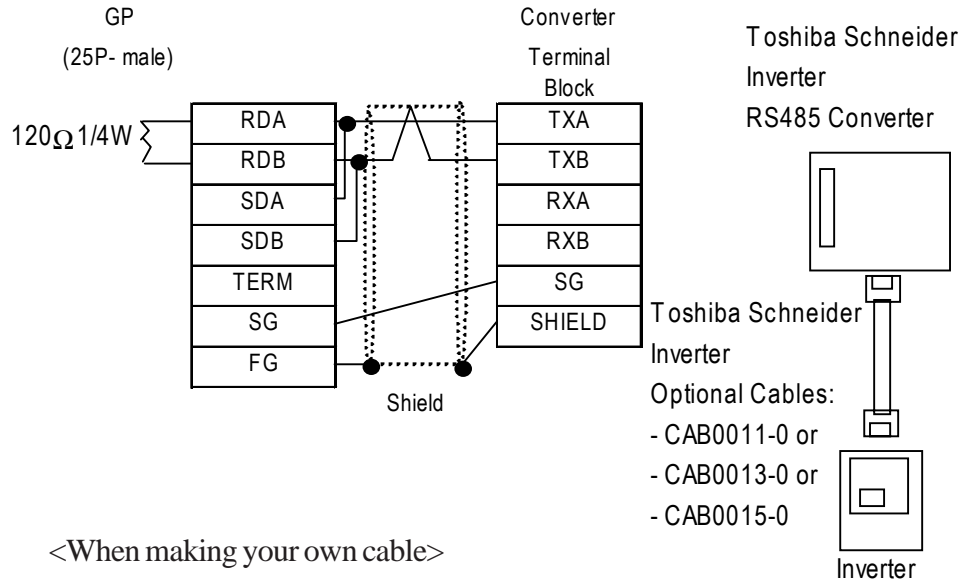 GP
(25P- male)
120Ω 1/4W
RDA
RDB
SDA
SDB
TERM
SG
FG
Shield
Converter
Terminal
Block
TXA
TXB
RXA
RXB
SG
SHIELD
Toshiba Schneider
Inverter
RS485 Converter
Toshiba Schneider
Inverter
Optional Cables:
- CAB0011-0 or
- CAB0013-0 or
- CAB0015-0
Inverter
<When making your own cable>